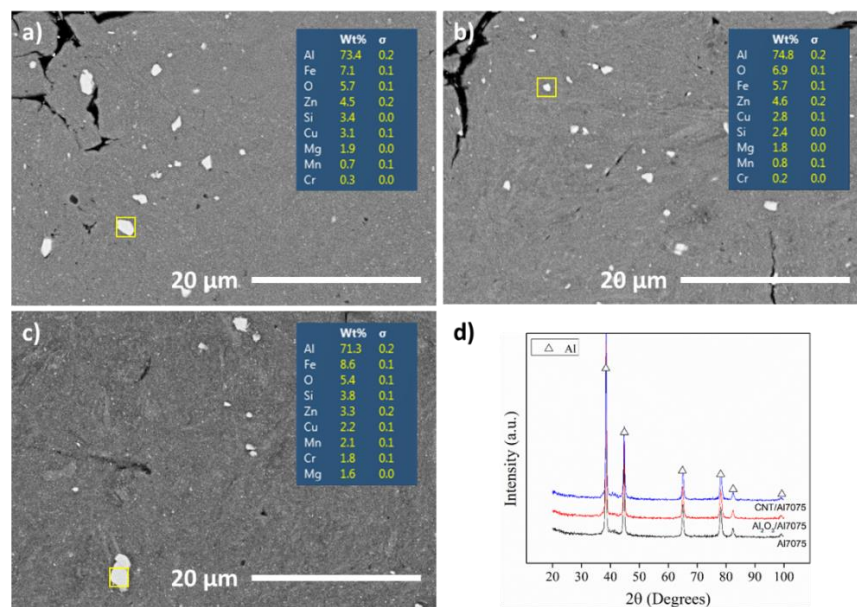 a)
Wt% σ
Al 73.4 0.2
Fe 7.1 0.1
O 5.7 0.1
Zn 4.5 0.2
Si 3.4 0.0
Cu 3.1 0.1
Mg 1.9 0.0
Mn 0.7 0.1
Cr 0.3 0.0
20 µm
b)
Wt% σ
Al 74.8 0.2
O 6.9 0.1
Fe 5.7 0.1
Zn 4.6 0.2
Cu 2.8 0.1
Si 2.4 0.0
Mg 1.8 0.0
Mn 0.8 0.1
Cr 0.2 0.0
20 µm
c)
Wt% σ
Al 71.3 0.2
Fe 8.6 0.1
O 5.4 0.1
Si 3.8 0.1
Zn 3.3 0.2
Cu 2.2 0.1
Mn 2.1 0.1
Cr 1.8 0.1
Mg 1.6 0.0
20 µm
d)
△ Al
Intensity (a.u.)
CNT/Al7075
Al₂O₃/Al7075
Al7075
20 30 40 50 60 70 80 90 100
2θ (Degrees)